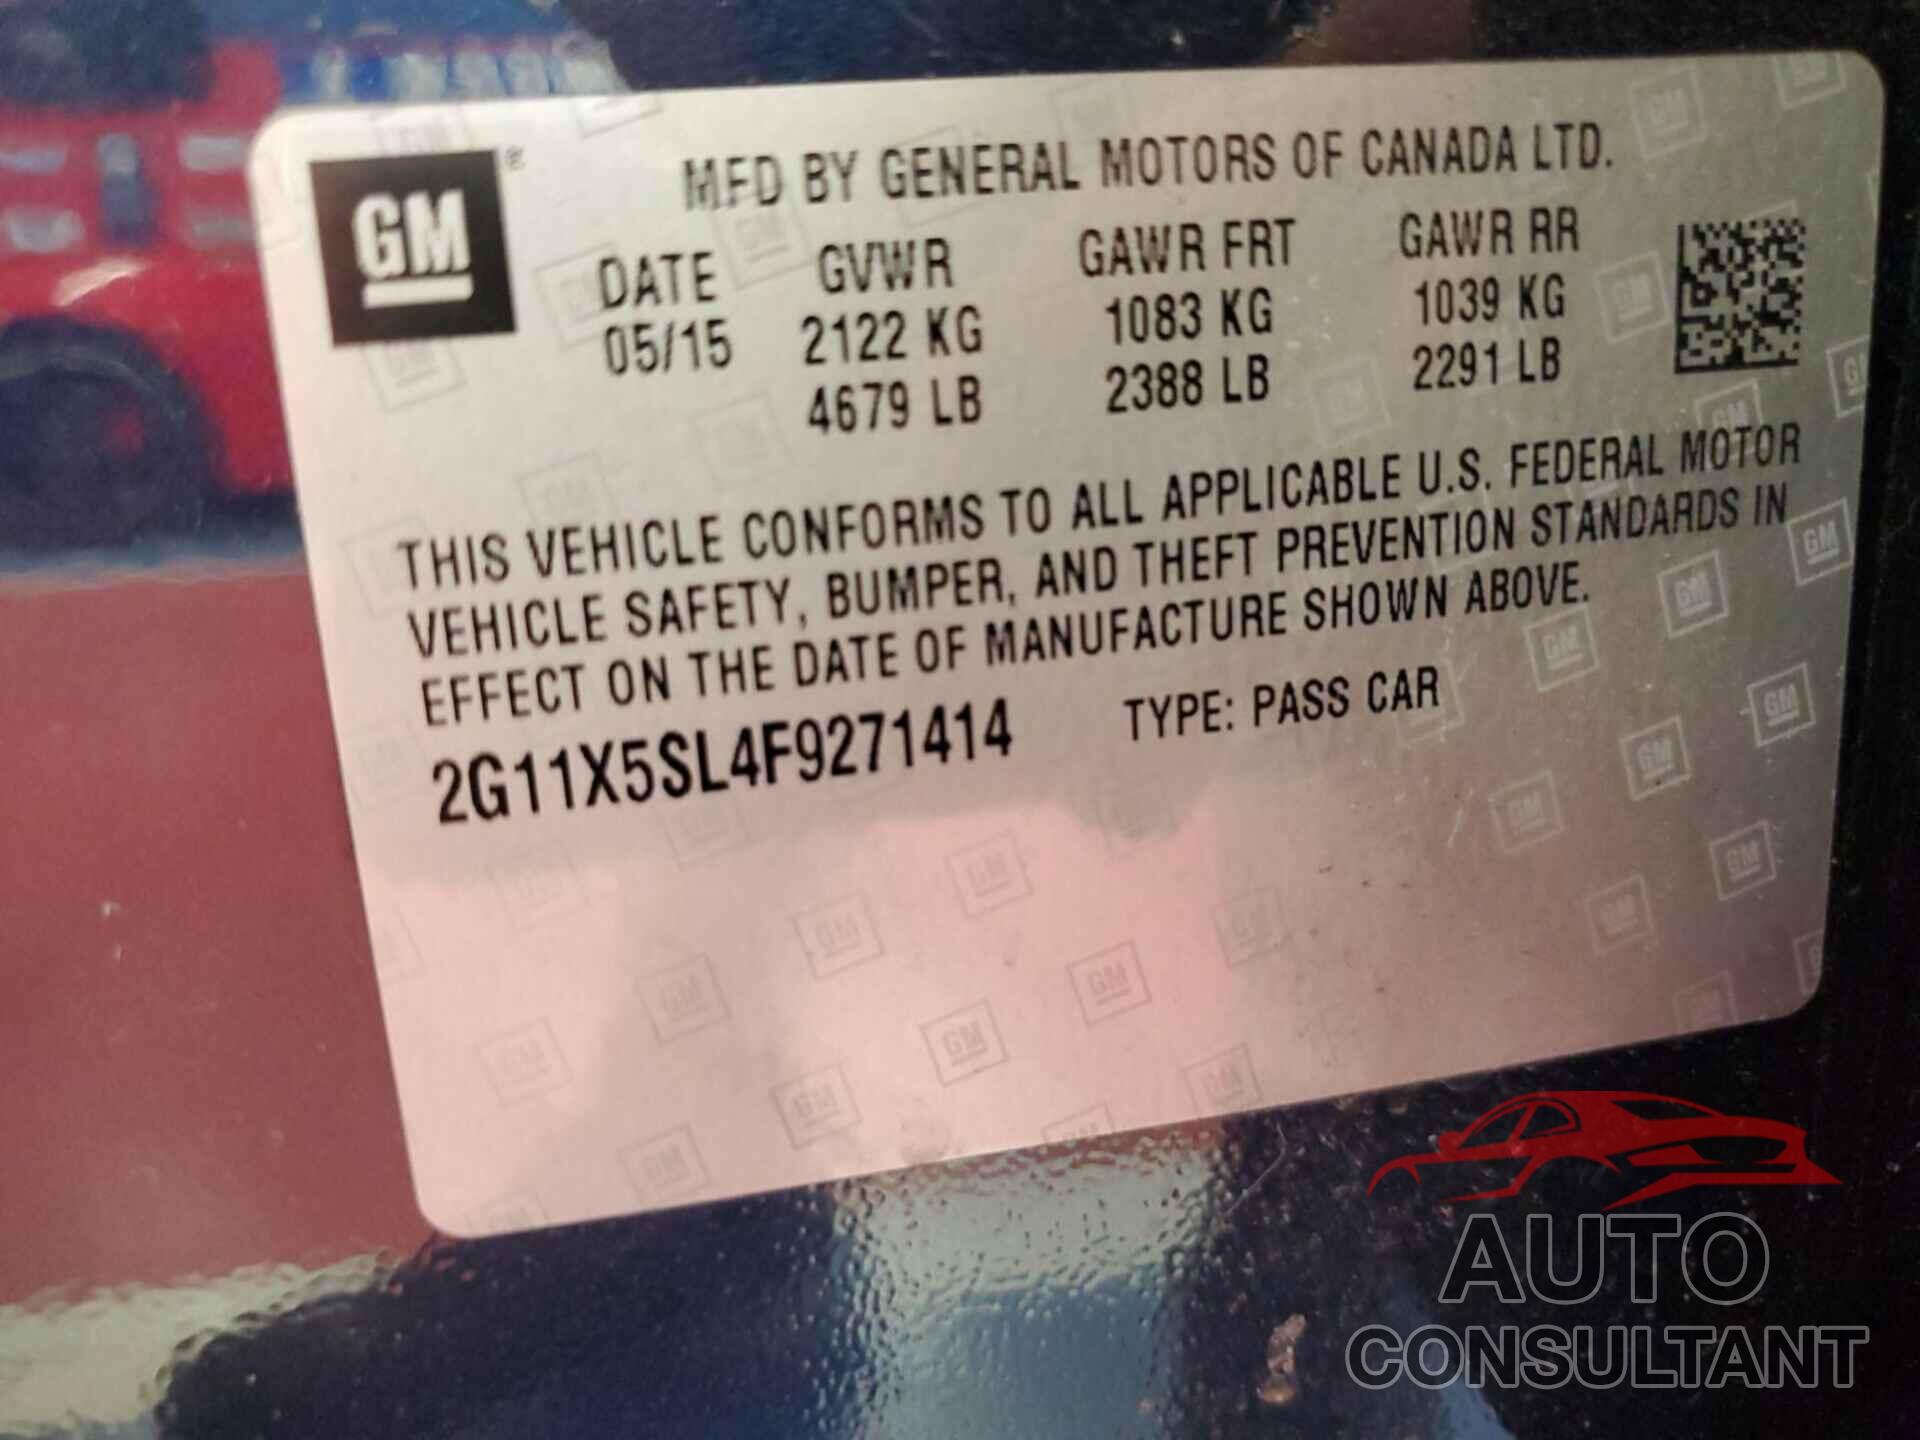 GM ®
MFD BY GENERAL MOTORS OF CANADA LTD.
DATE GVWR GAWR FRT GAWR RR
05/15 2122 KG 1083 KG 1039 KG
4679 LB 2388 LB 2291 LB
THIS VEHICLE CONFORMS TO ALL APPLICABLE U.S. FEDERAL MOTOR
VEHICLE SAFETY, BUMPER, AND THEFT PREVENTION STANDARDS IN
EFFECT ON THE DATE OF MANUFACTURE SHOWN ABOVE.
2G11X5SL4F9271414 TYPE: PASS CAR
AUTO
CONSULTANT